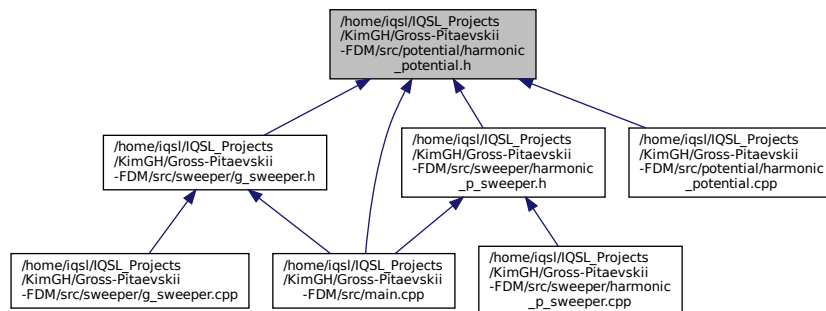 /home/iqsl/IQSL_Projects
/KimGH/Gross-Pitaevskii
-FDM/src/potential/harmonic
_potential.h
/home/iqsl/IQSL_Projects
/KimGH/Gross-Pitaevskii
-FDM/src/sweeper/g_sweeper.h
/home/iqsl/IQSL_Projects
/KimGH/Gross-Pitaevskii
-FDM/src/sweeper/harmonic
_p_sweeper.h
/home/iqsl/IQSL_Projects
/KimGH/Gross-Pitaevskii
-FDM/src/potential/harmonic
_potential.cpp
/home/iqsl/IQSL_Projects
/KimGH/Gross-Pitaevskii
-FDM/src/sweeper/g_sweeper.cpp
/home/iqsl/IQSL_Projects
/KimGH/Gross-Pitaevskii
-FDM/src/main.cpp
/home/iqsl/IQSL_Projects
/KimGH/Gross-Pitaevskii
-FDM/src/sweeper/harmonic
_p_sweeper.cpp